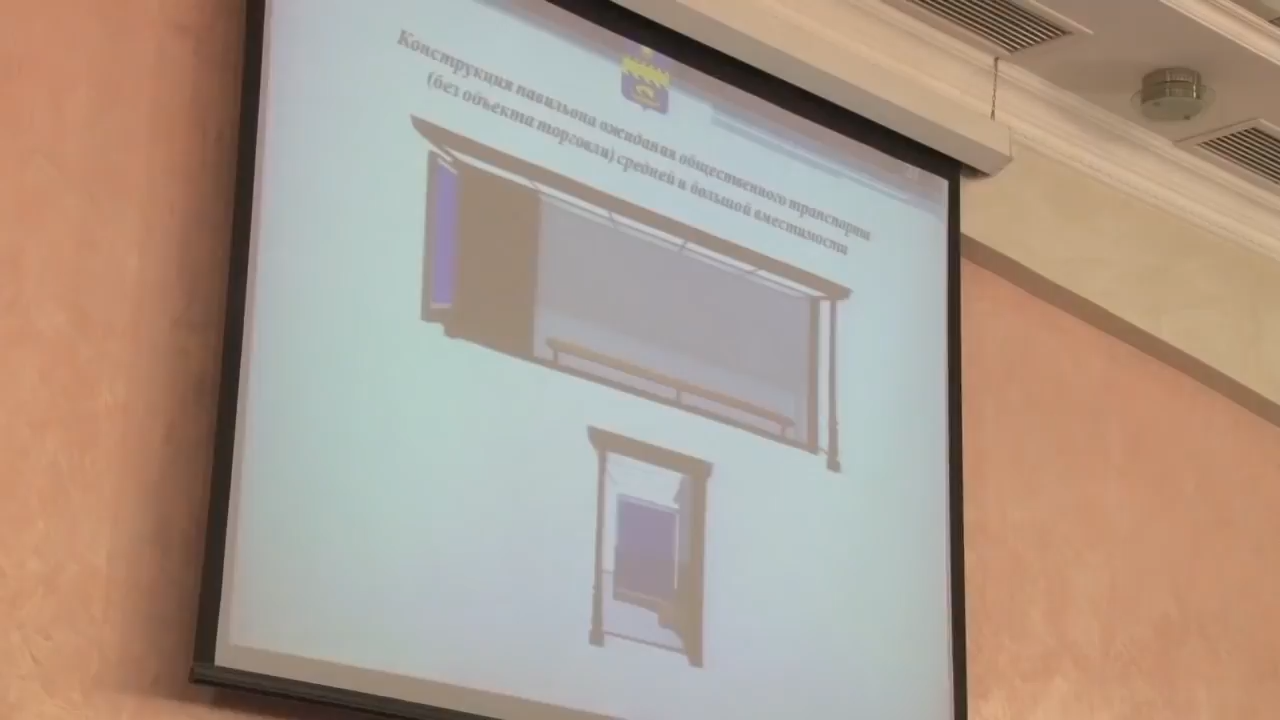 Конструкция павильона ожидания общественного транспорта
(без объекта торговли) средней и большой вместимости